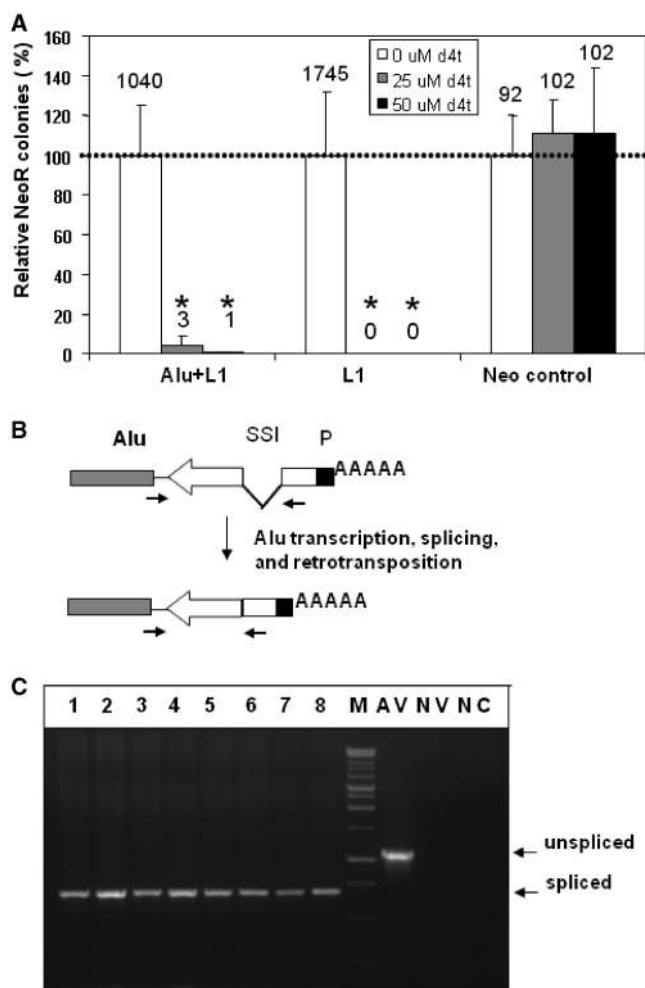 A
Relative NeoR colonies (%)
160
140
120
100
80
60
40
20
0
1040
1745
92
102
102
0 uM d4t
25 uM d4t
50 uM d4t
*
*
3
1
*
*
0
0
Alu+L1
L1
Neo control
B
Alu
SSI
P
AAAAA
Alu transcription, splicing,
and retrotransposition
AAAAA
C
1 2 3 4 5 6 7 8 M A V N V N C
unspliced
spliced